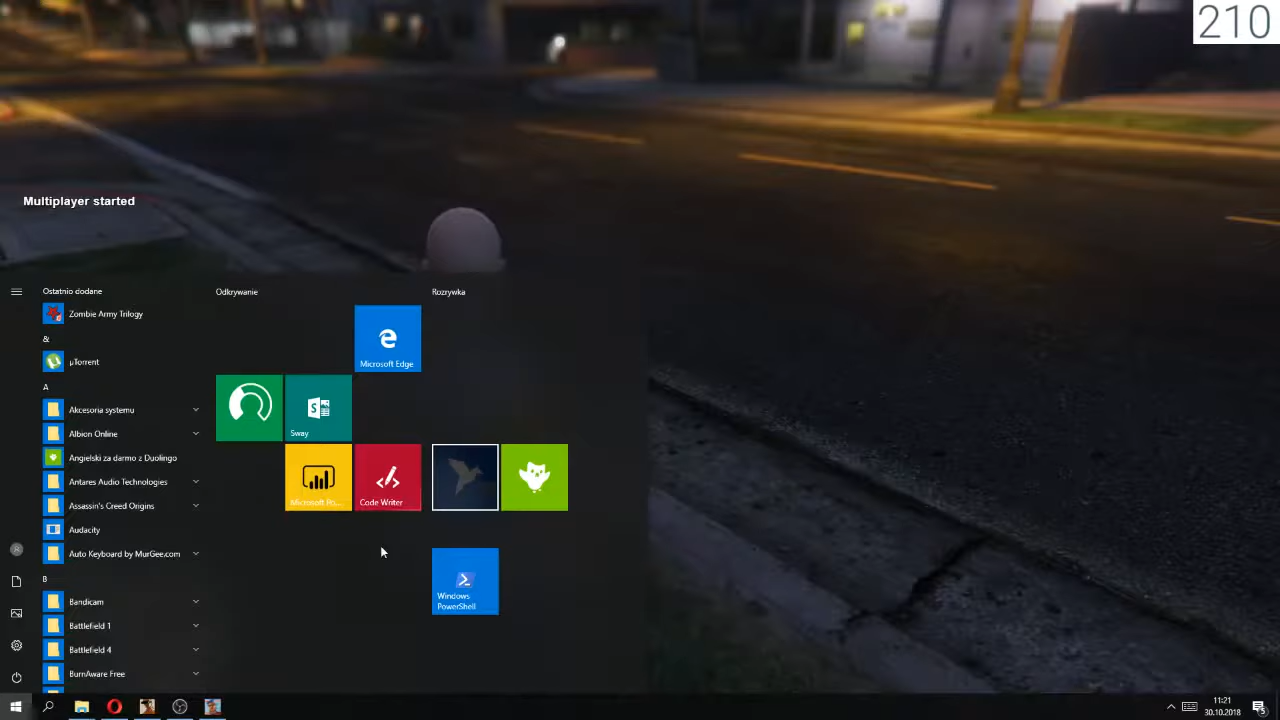 210
Multiplayer started
Ostatnio dodane
Zombie Army Trilogy
&
µTorrent
A
Akcesoria systemu
Albion Online
Angielski za darmo z Duolingo
Antares Audio Technologies
Assassin's Creed Origins
Audacity
Auto Keyboard by MurGee.com
B
Bandicam
Battlefield 1
Battlefield 4
BurnAware Free
Odkrywanie
Microsoft Edge
Sway
Microsoft Po...
Code Writer
Rozrywka
Windows
PowerShell
11:21
30.10.2018